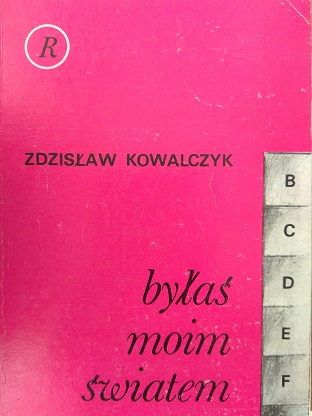 R
ZDZISŁAW KOWALCZYK
B
C
D
E
F
byłaś
moim
światem